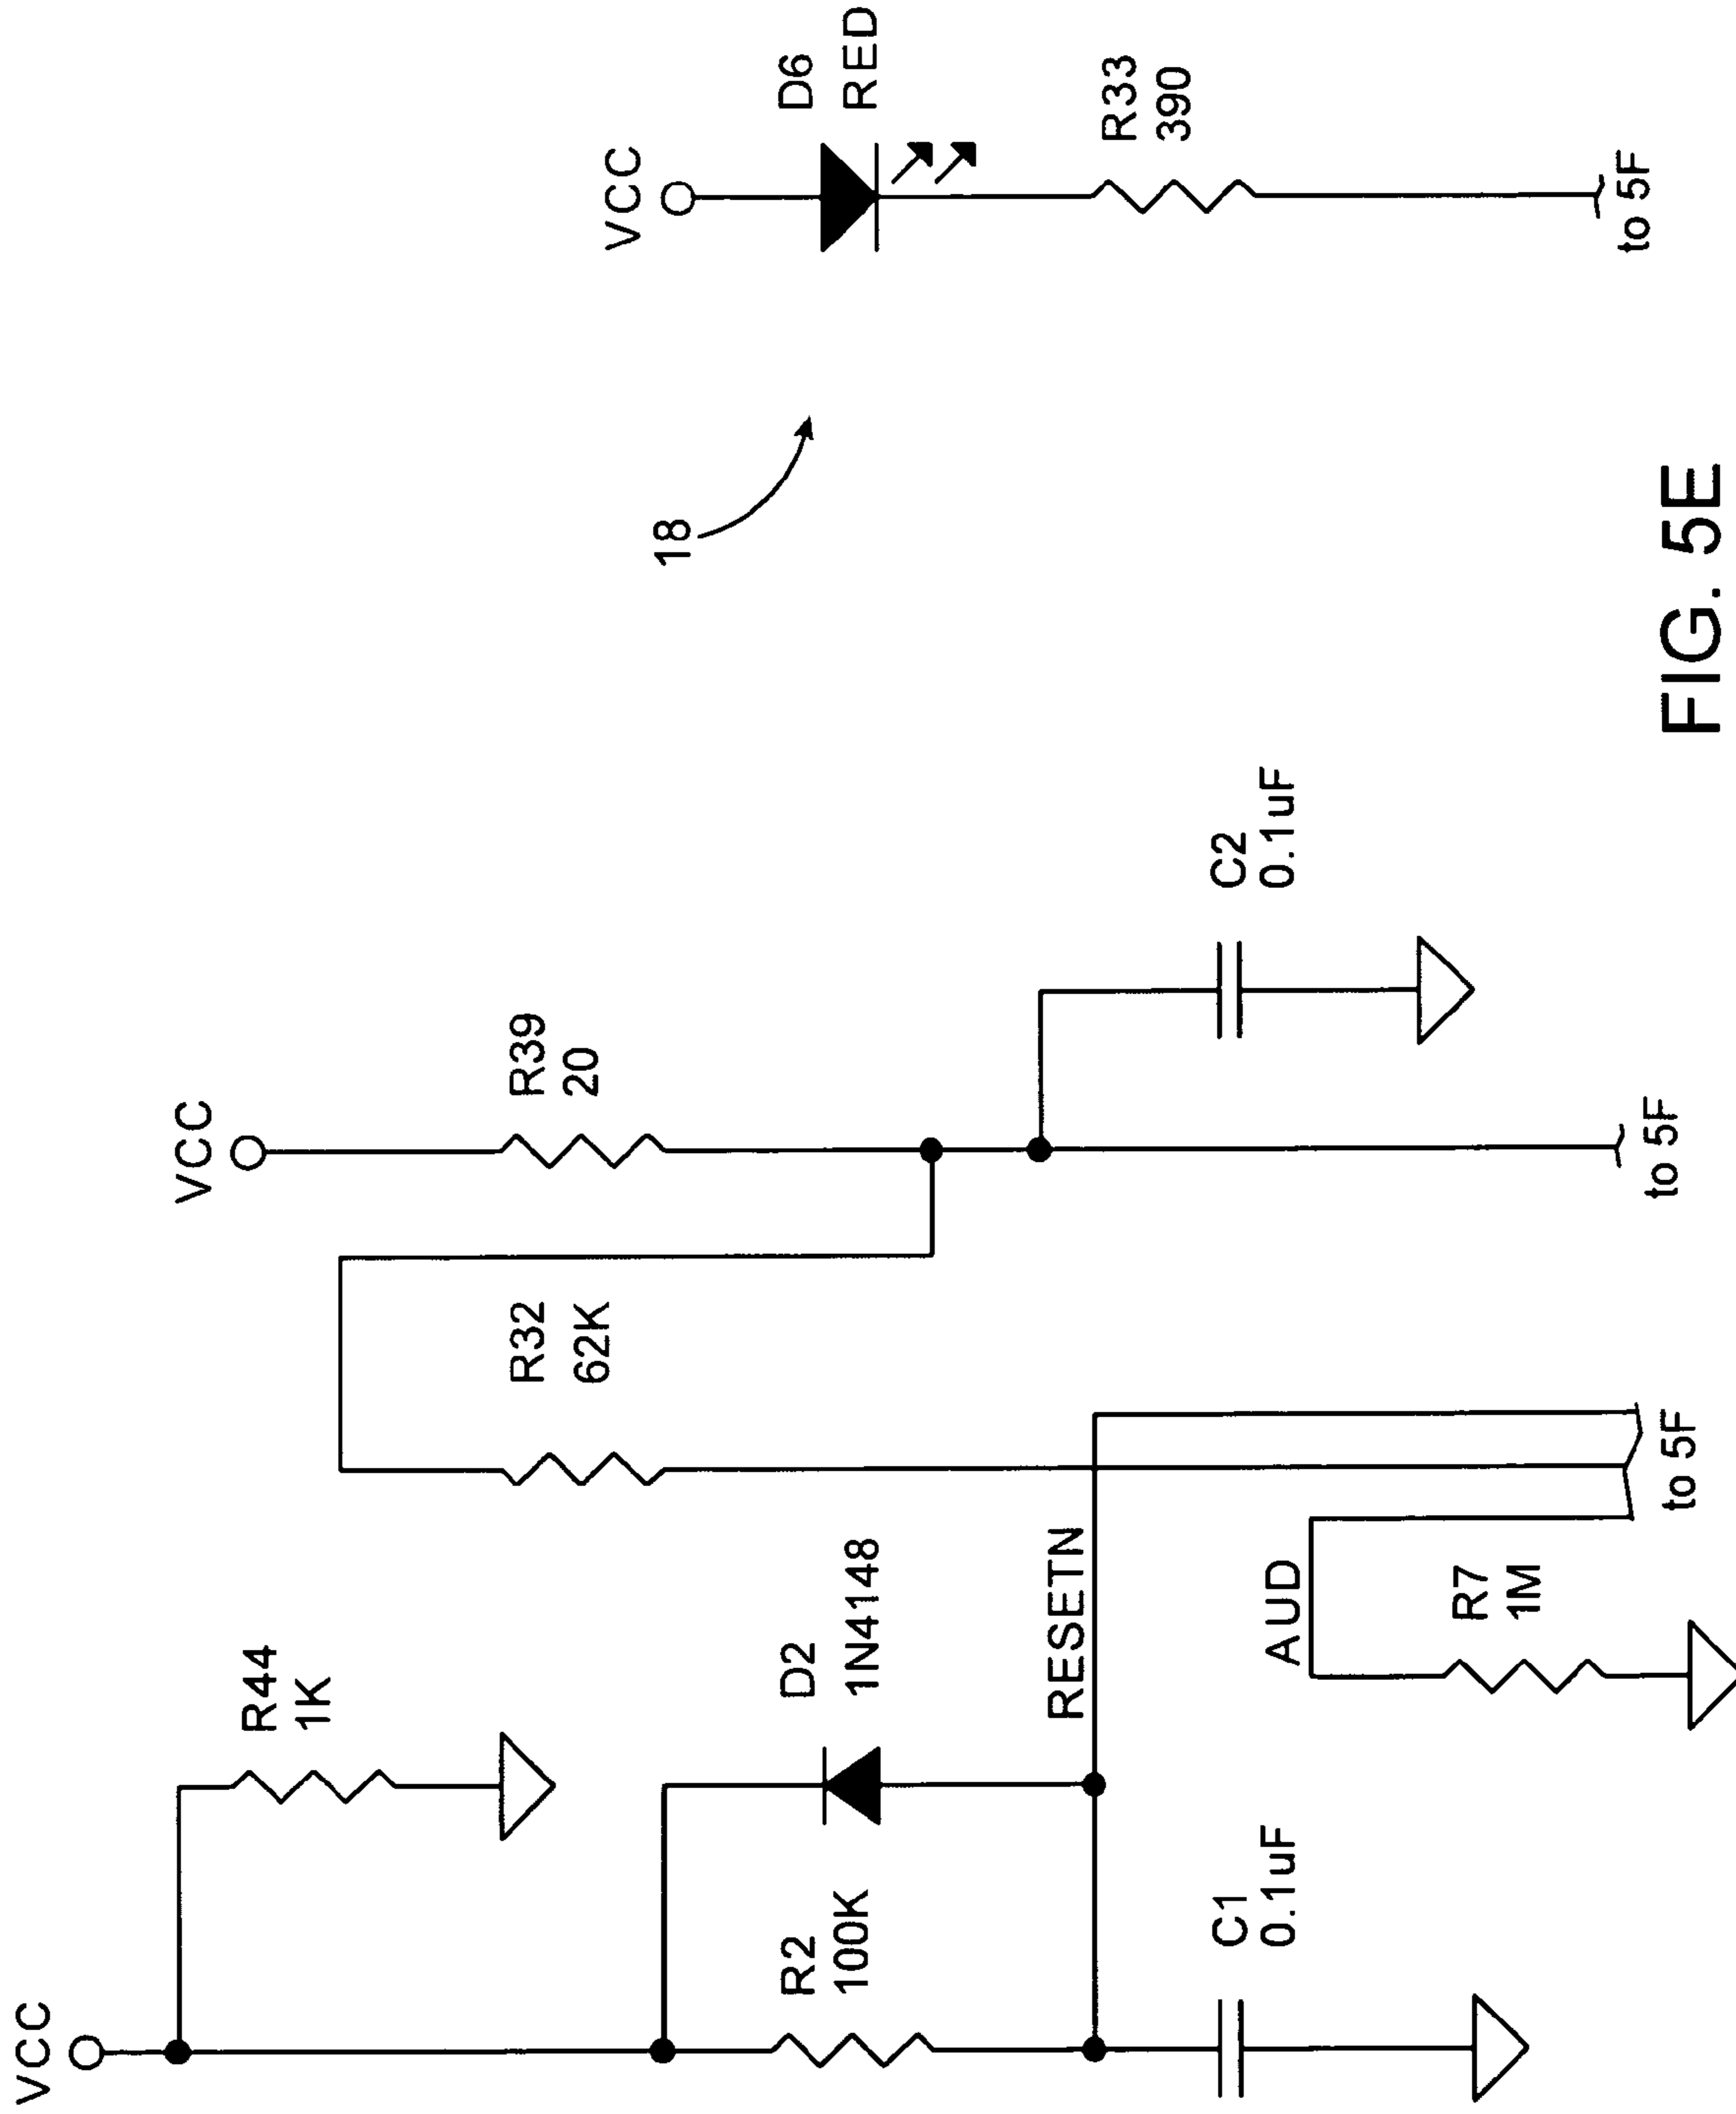 VCC
R44
1K
R2
100K
D2
1N4148
RESETN
C1
0.1uF
AUD
R7
1M
to 5F
R32
62K
VCC
R39
20
C2
0.1uF
to 5F
18
VCC
D6
RED
R33
390
to 5F
FIG. 5E